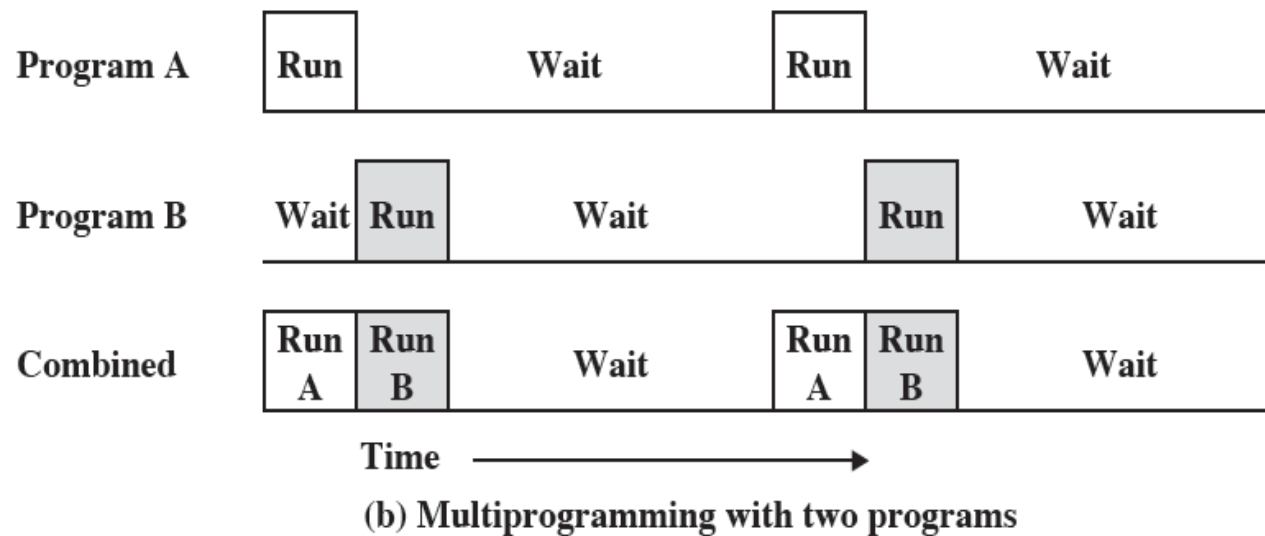 Program A Run Wait Run Wait
Program B Wait Run Wait Run Wait
Combined Run A Run B Wait Run A Run B Wait
Time
(b) Multiprogramming with two programs